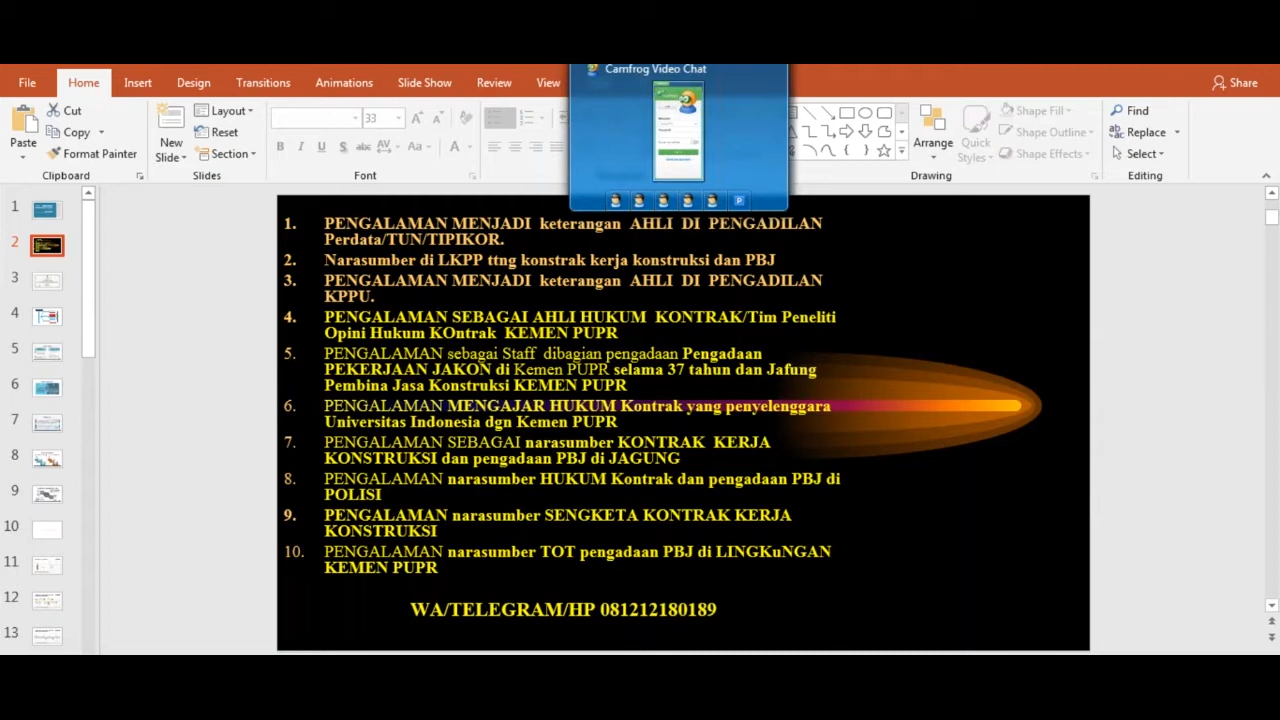 Camfrog Video Chat
File Home Insert Design Transitions Animations Slide Show Review View Share
Cut
Copy
Format Painter
Paste
Clipboard
New
Slide
Layout
Reset
Section
Slides
33
B I U S abc AV Aa A
Font
Arrange
Quick
Styles
Shape Fill
Shape Outline
Shape Effects
Drawing
Find
Replace
Select
Editing
1
2
3
4
5
6
7
8
9
10
11
12
13
1. PENGALAMAN MENJADI keterangan AHLI DI PENGADILAN
Perdata/TUN/TIPIKOR.
2. Narasumber di LKPP ttng konstrak kerja konstruksi dan PBJ
3. PENGALAMAN MENJADI keterangan AHLI DI PENGADILAN
KPPU.
4. PENGALAMAN SEBAGAI AHLI HUKUM KONTRAK/Tim Peneliti
Opini Hukum KOntrak KEMEN PUPR
5. PENGALAMAN sebagai Staff dibagian pengadaan Pengadaan
PEKERJAAN JAKON di Kemen PUPR selama 37 tahun dan Jafung
Pembina Jasa Konstruksi KEMEN PUPR
6. PENGALAMAN MENGAJAR HUKUM Kontrak yang penyelenggara
Universitas Indonesia dgn Kemen PUPR
7. PENGALAMAN SEBAGAI narasumber KONTRAK KERJA
KONSTRUKSI dan pengadaan PBJ di JAGUNG
8. PENGALAMAN narasumber HUKUM Kontrak dan pengadaan PBJ di
POLISI
9. PENGALAMAN narasumber SENGKETA KONTRAK KERJA
KONSTRUKSI
10. PENGALAMAN narasumber TOT pengadaan PBJ di LINGKuNGAN
KEMEN PUPR
WA/TELEGRAM/HP 081212180189